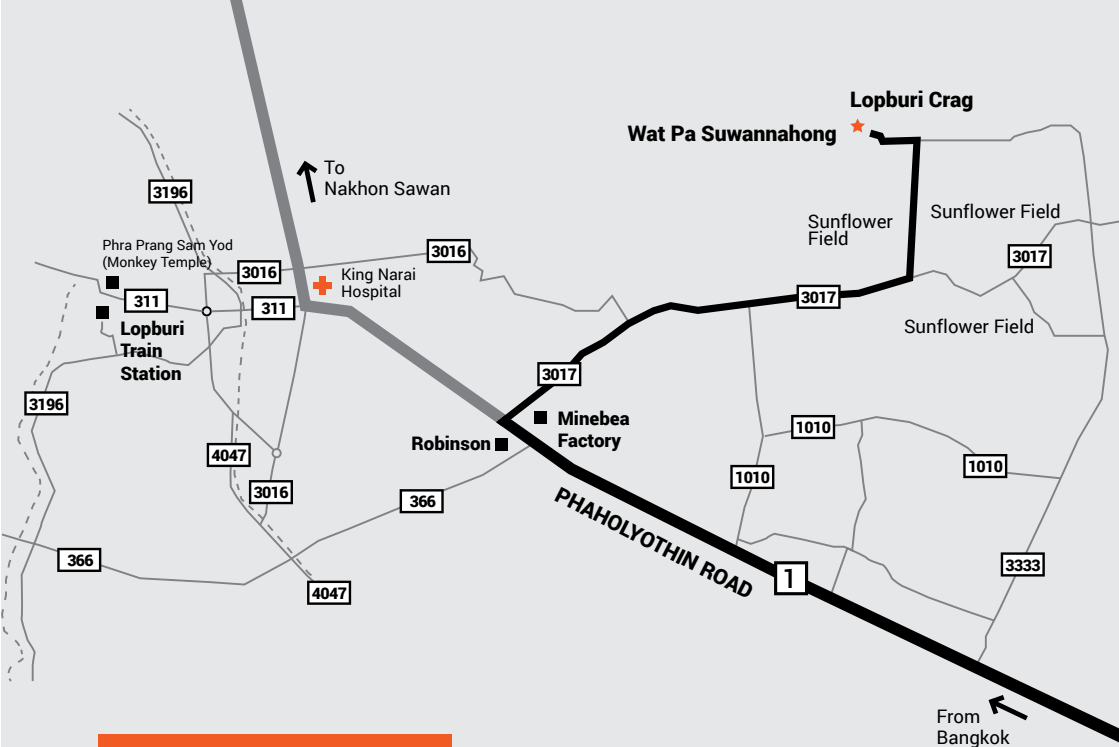 Lopburi Crag
Wat Pa Suwannahong
To
Nakhon Sawan
3196
Sunflower
Field
Sunflower Field
Phra Prang Sam Yod
(Monkey Temple)
3016
3016
3017
King Narai
Hospital
311
311
3017
Lopburi
Train
Station
Sunflower Field
3017
3196
Minebea
Factory
Robinson
1010
4047
1010
1010
3016
366
PHAHOLYOTHIN ROAD
366
3333
1
4047
From
Bangkok